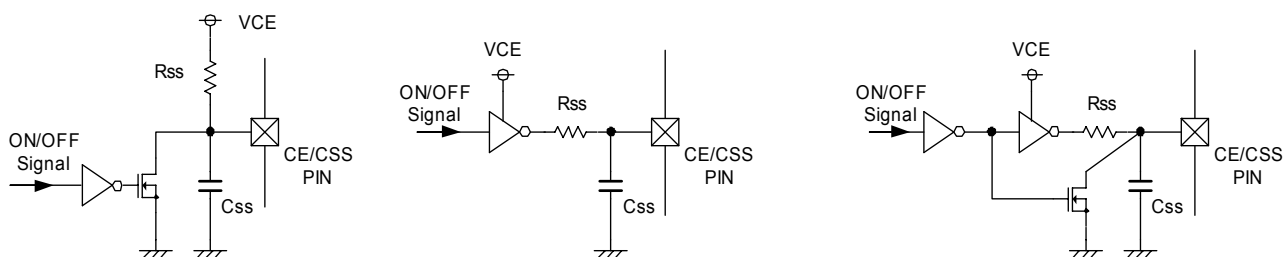 VCE
Rss
ON/OFF
Signal
CE/CSS
PIN
Css
VCE
ON/OFF
Signal
Rss
CE/CSS
PIN
Css
VCE
ON/OFF
Signal
Rss
CE/CSS
PIN
Css